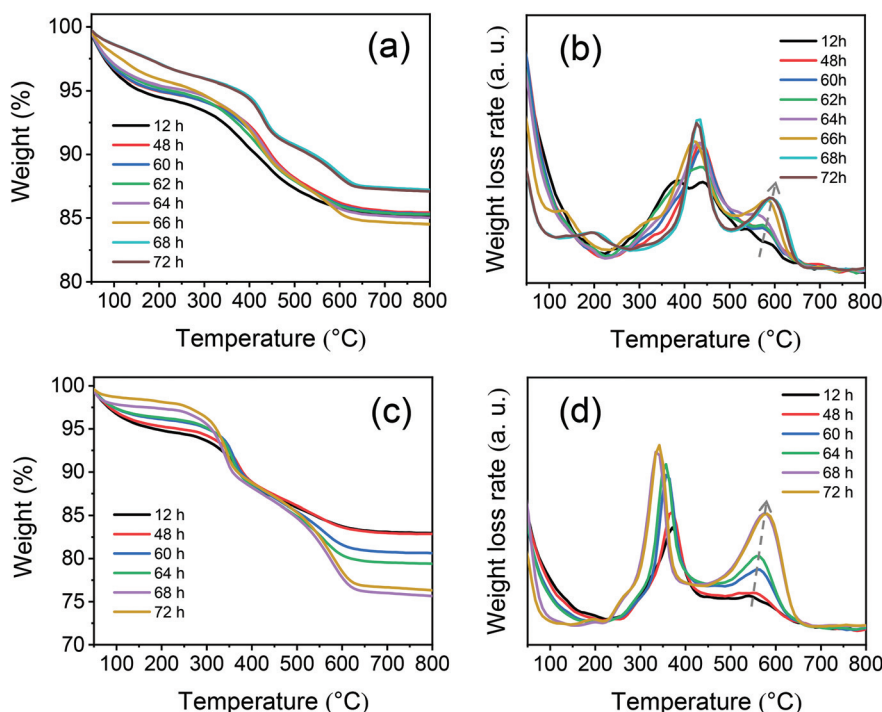 (a)
Weight (%)
100
95
90
85
80
12 h
48 h
60 h
62 h
64 h
66 h
68 h
72 h
100 200 300 400 500 600 700 800
Temperature (°C)
(b)
Weight loss rate (a. u.)
12h
48h
60h
62h
64h
66h
68h
72h
100 200 300 400 500 600 700 800
Temperature (°C)
(c)
Weight (%)
100
95
90
85
80
75
70
12 h
48 h
60 h
64 h
68 h
72 h
100 200 300 400 500 600 700 800
Temperature (°C)
(d)
Weight loss rate (a. u.)
12 h
48 h
60 h
64 h
68 h
72 h
100 200 300 400 500 600 700 800
Temperature (°C)